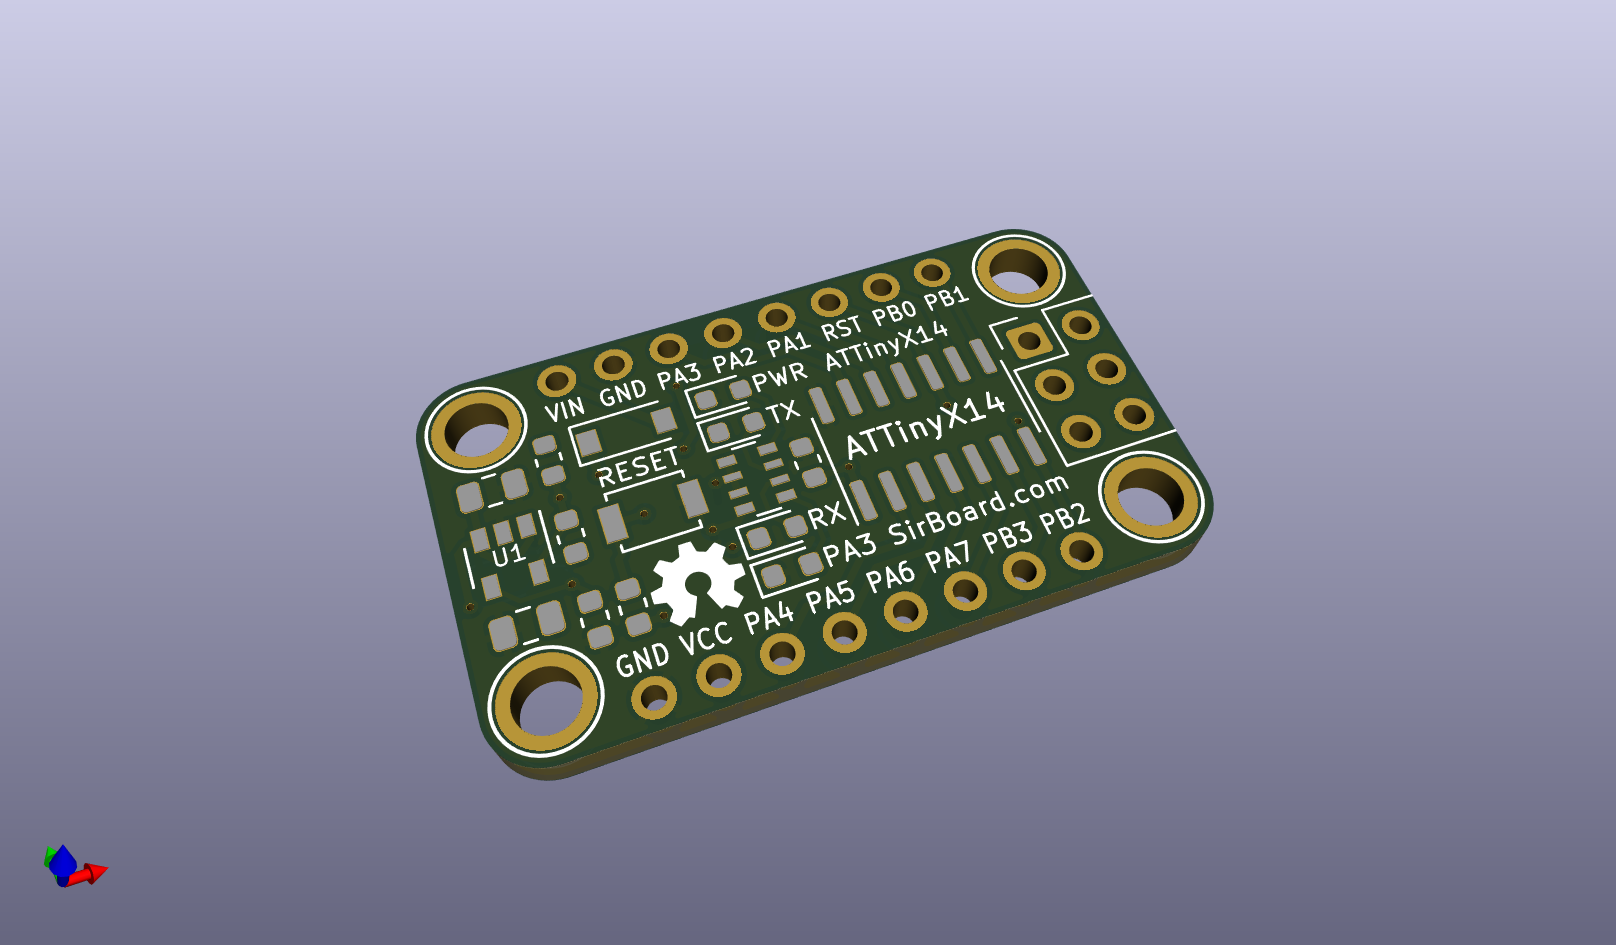 VIN GND PA3 PA2 PA1 RST PB0 PB1
PWR ATTinyX14
TX
ATTinyX14
RESET
U1
RX
PA3 SirBoard.com
GND VCC PA4 PA5 PA6 PA7 PB3 PB2